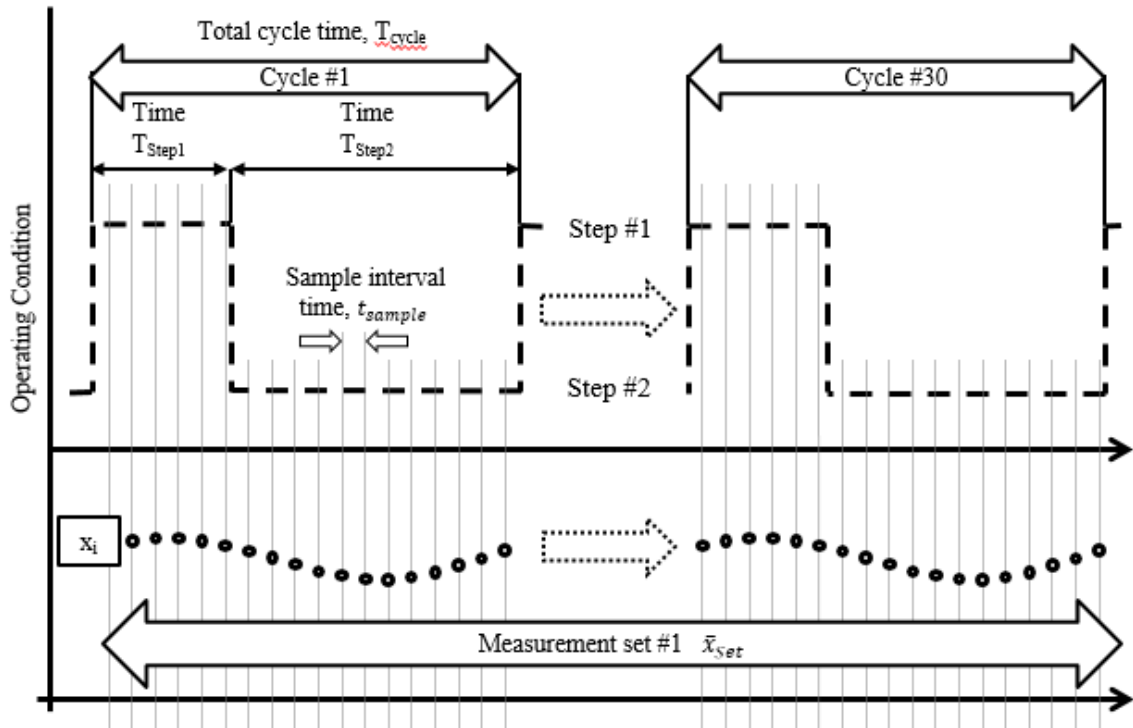 Total cycle time, T_cycle
Cycle #1
Cycle #30
Time
T_Step1
Time
T_Step2
Operating Condition
Step #1
Sample interval
time, t_sample
Step #2
x_i
Measurement set #1 x̄_Set